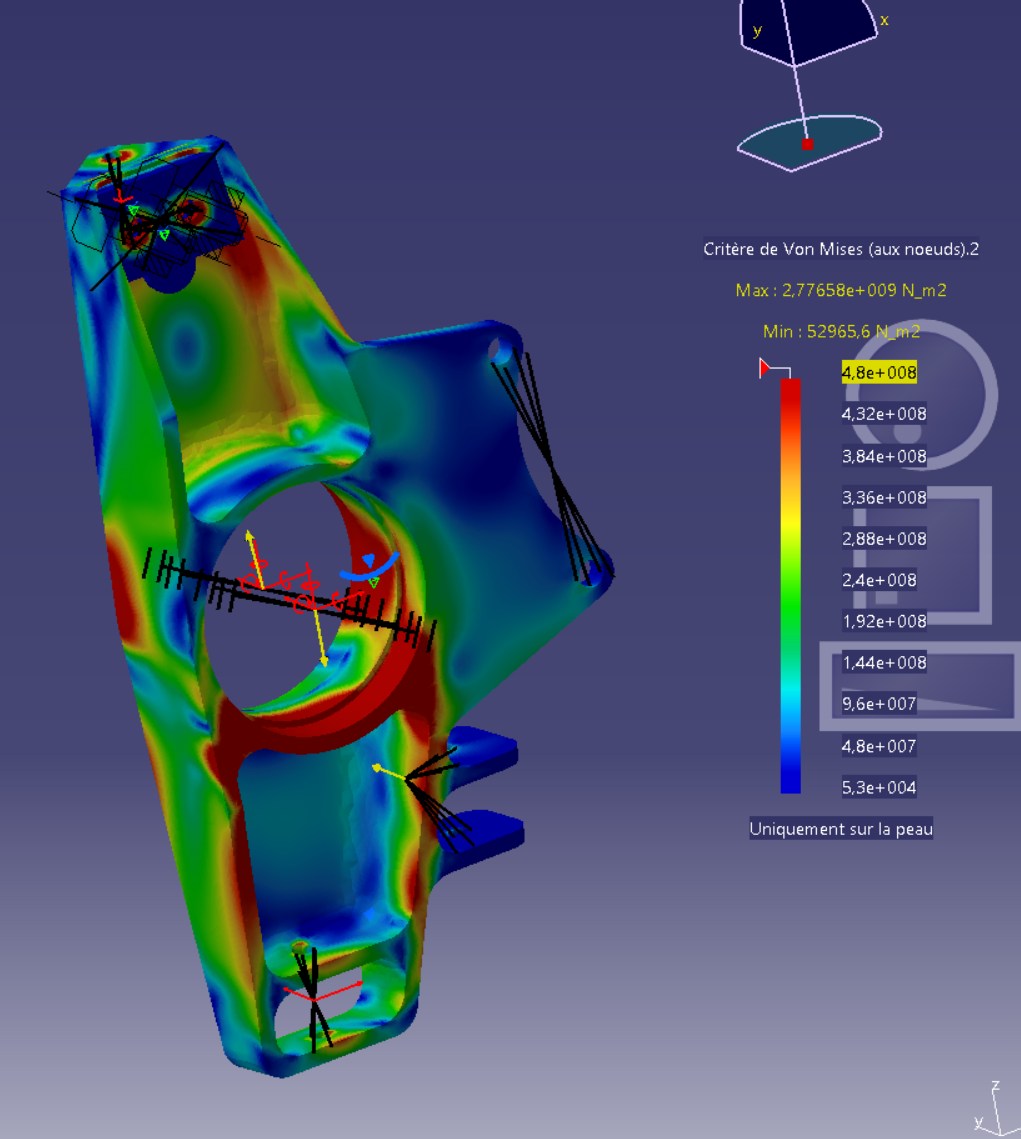 y
x
Critère de Von Mises (aux noeuds).2
Max : 2,77658e+009 N_m2
Min : 52965,6 N_m2
4,8e+008
4,32e+008
3,84e+008
3,36e+008
2,88e+008
2,4e+008
1,92e+008
1,44e+008
9,6e+007
4,8e+007
5,3e+004
Uniquement sur la peau
z
y